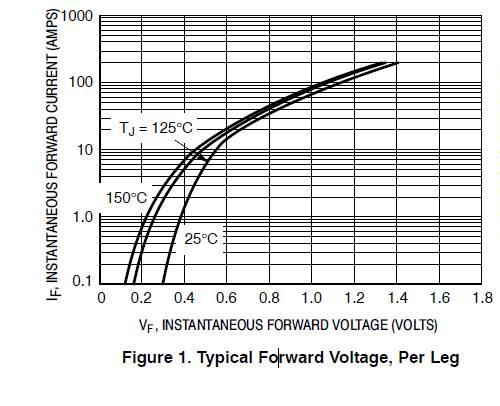 IF, INSTANTANEOUS FORWARD CURRENT (AMPS)
1000
100
10
1.0
0.1
TJ = 125°C
150°C
25°C
0 0.2 0.4 0.6 0.8 1.0 1.2 1.4 1.6 1.8
VF, INSTANTANEOUS FORWARD VOLTAGE (VOLTS)
Figure 1. Typical Forward Voltage, Per Leg